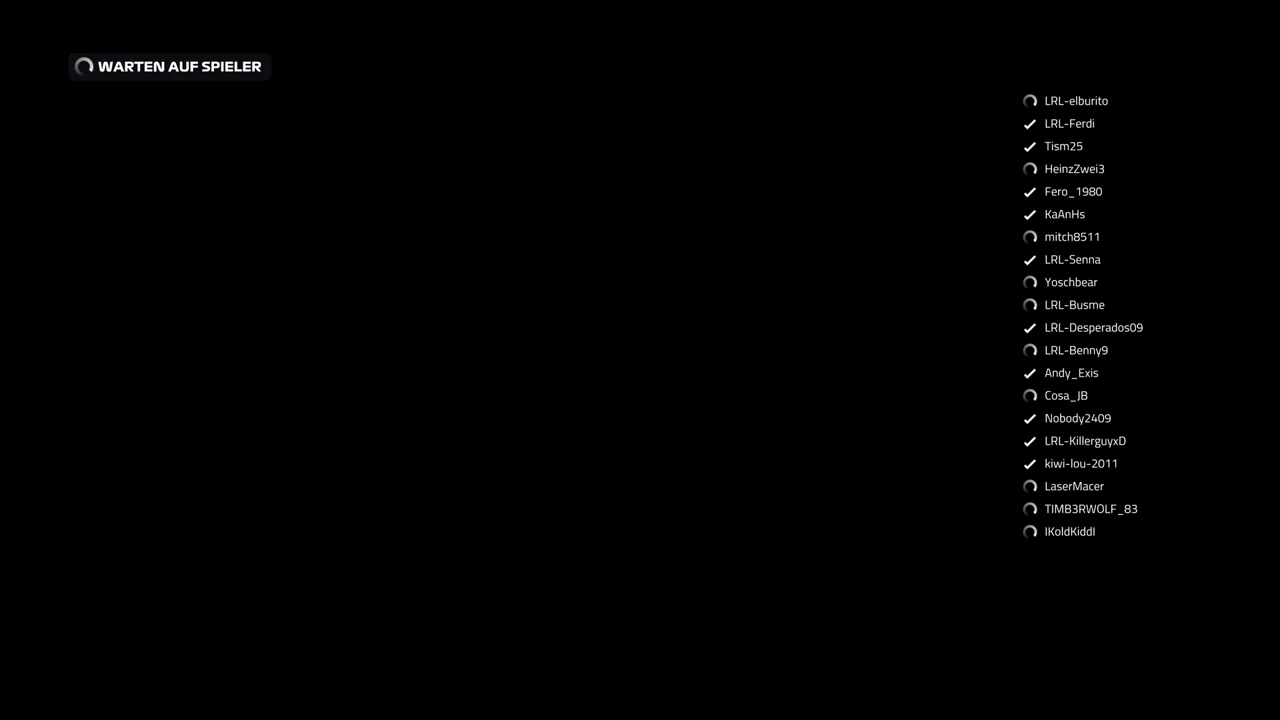 WARTEN AUF SPIELER
LRL-elburito
LRL-Ferdi
Tism25
HeinzZwei3
Fero_1980
KaAnHs
mitch8511
LRL-Senna
Yoschbear
LRL-Busme
LRL-Desperados09
LRL-Benny9
Andy_Exis
Cosa_JB
Nobody2409
LRL-KillerguyxD
kiwi-lou-2011
LaserMacer
TIMB3RWOLF_83
IKoldKiddI